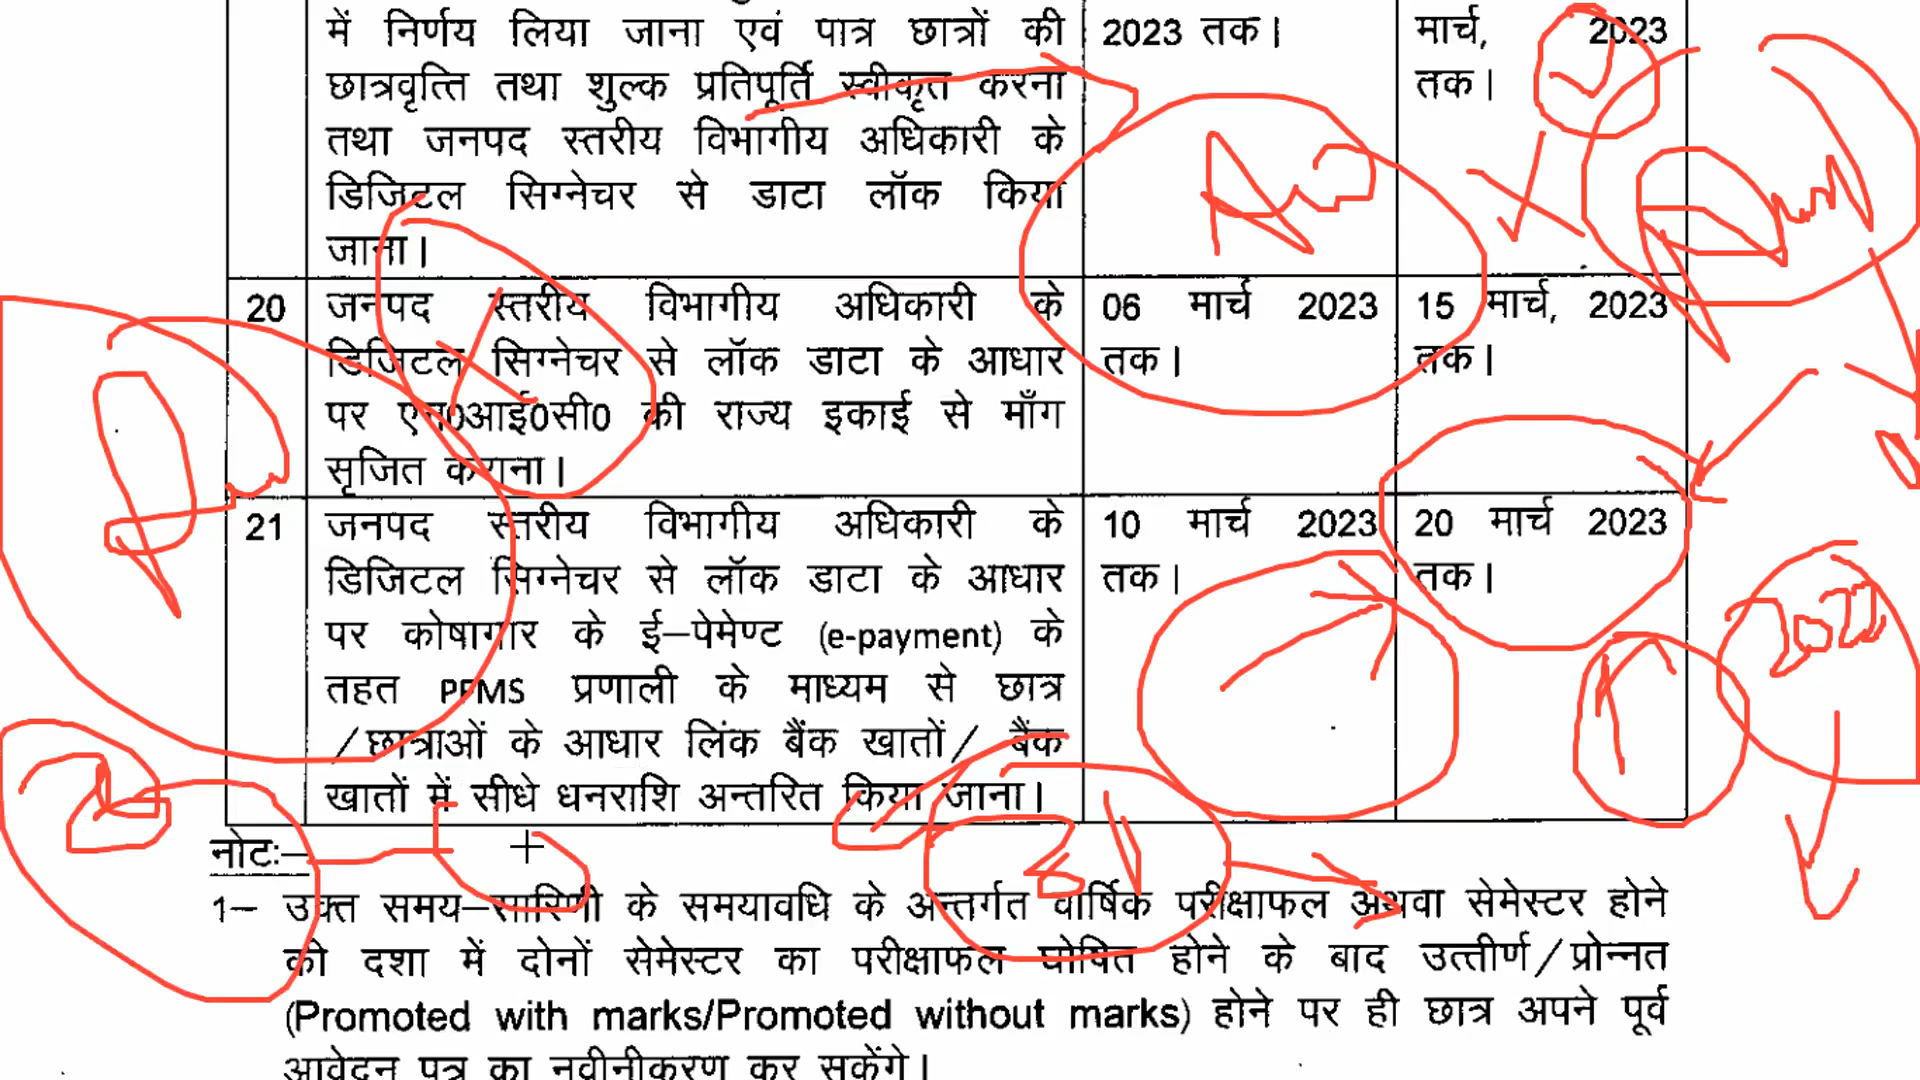 में निर्णय लिया जाना एवं पात्र छात्रों की 2023 तक। मार्च, 2023
छात्रवृत्ति तथा शुल्क प्रतिपूर्ति स्वीकृत करना तक।
तथा जनपद स्तरीय विभागीय अधिकारी के
डिजिटल सिग्नेचर से डाटा लॉक किया
जाना।
20 जनपद स्तरीय विभागीय अधिकारी के 06 मार्च 2023 15 मार्च, 2023
डिजिटल सिग्नेचर से लॉक डाटा के आधार तक। तक।
पर एन0आई0सी0 की राज्य इकाई से माँग
सृजित कराना।
21 जनपद स्तरीय विभागीय अधिकारी के 10 मार्च 2023 20 मार्च 2023
डिजिटल सिग्नेचर से लॉक डाटा के आधार तक। तक।
पर कोषागार के ई–पेमेण्ट (e-payment) के
तहत PFMS प्रणाली के माध्यम से छात्र
/छात्राओं के आधार लिंक बैंक खातों/ बैंक
खातों में सीधे धनराशि अन्तरित किया जाना।
नोटः–
1– उक्त समय–सारिणी के समयावधि के अन्तर्गत वार्षिक परीक्षाफल अथवा सेमेस्टर होने
की दशा में दोनों सेमेस्टर का परीक्षाफल घोषित होने के बाद उत्तीर्ण/प्रोन्नत
(Promoted with marks/Promoted without marks) होने पर ही छात्र अपने पूर्व
आवेदन पत्र का नवीनीकरण कर सकेंगे।